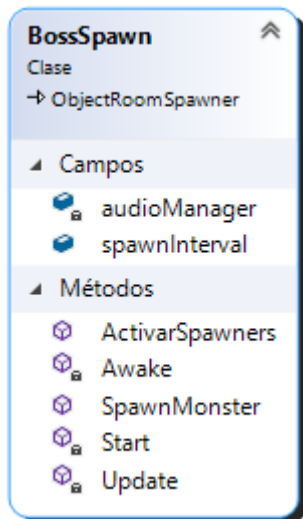 BossSpawn
Clase
ObjectRoomSpawner
Campos
audioManager
spawnInterval
Métodos
ActivarSpawners
Awake
SpawnMonster
Start
Update